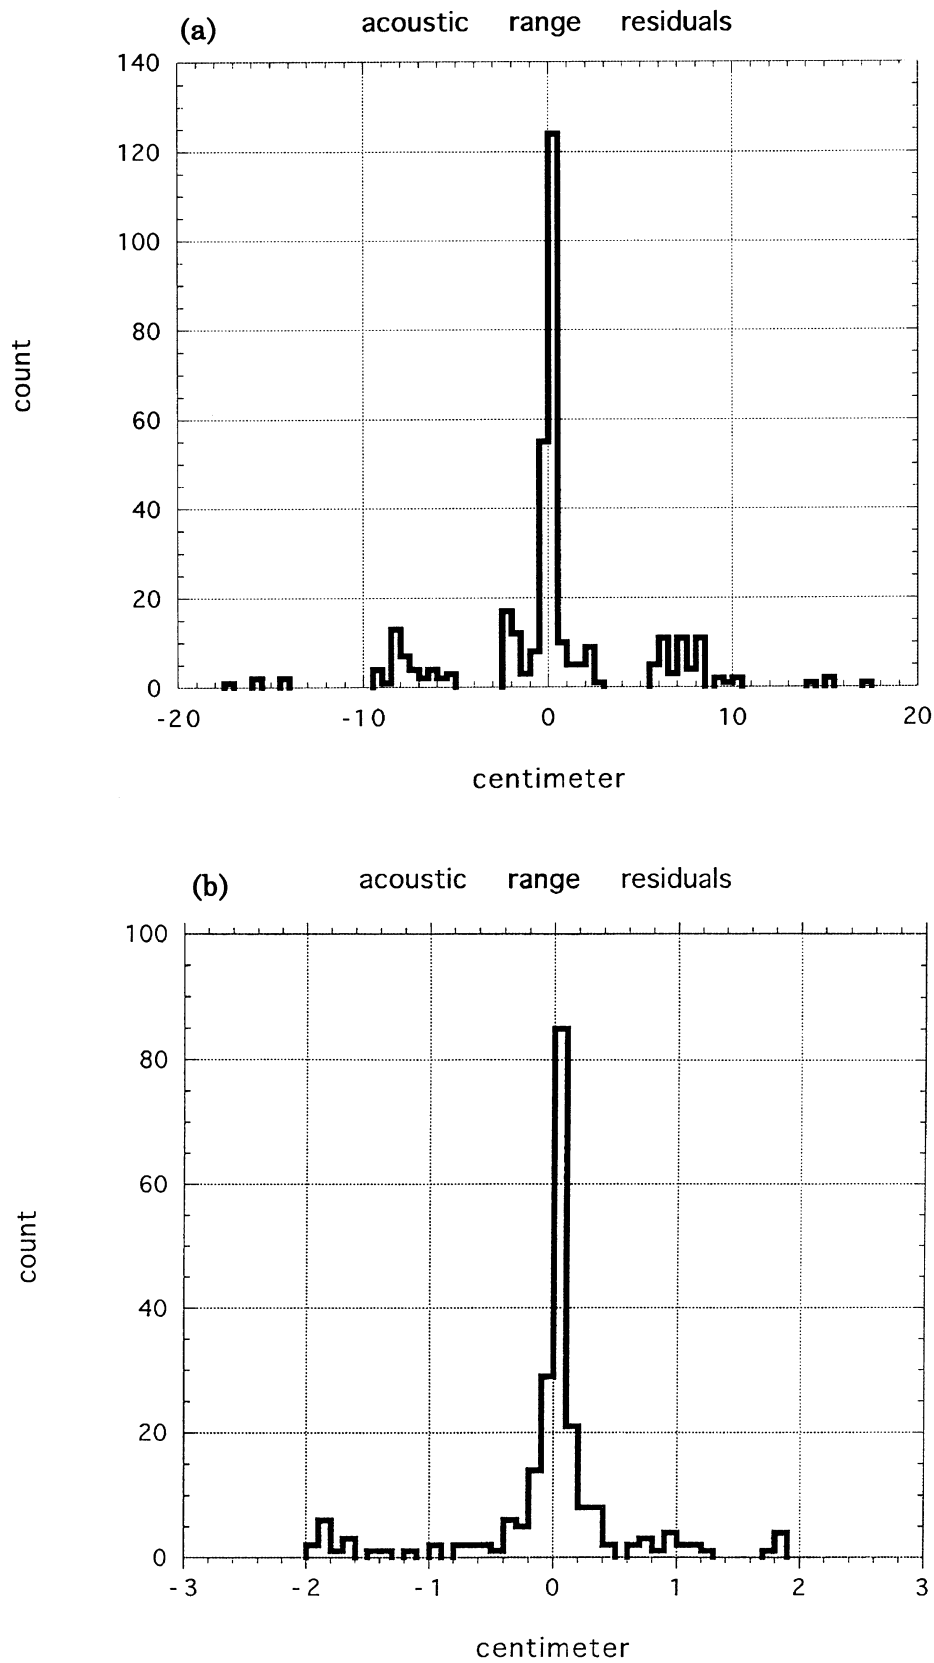 (a) acoustic range residuals
140
120
100
80
60
40
20
0
count
-20 -10 0 10 20
centimeter
(b) acoustic range residuals
100
80
60
40
20
0
count
-3 -2 -1 0 1 2 3
centimeter